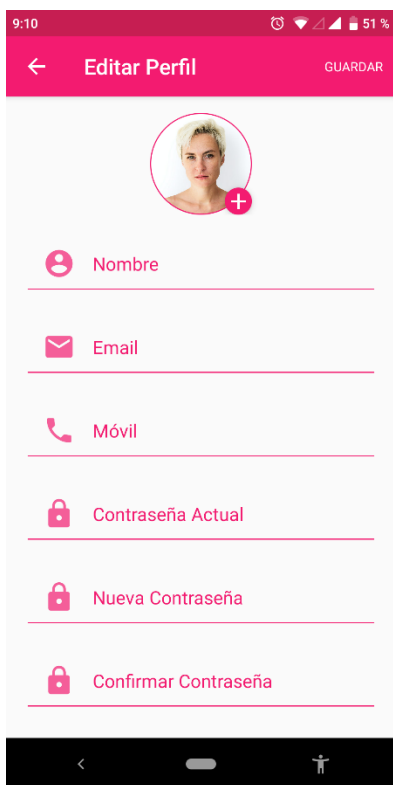 9:10 51 %
Editar Perfil GUARDAR
Nombre
Email
Móvil
Contraseña Actual
Nueva Contraseña
Confirmar Contraseña